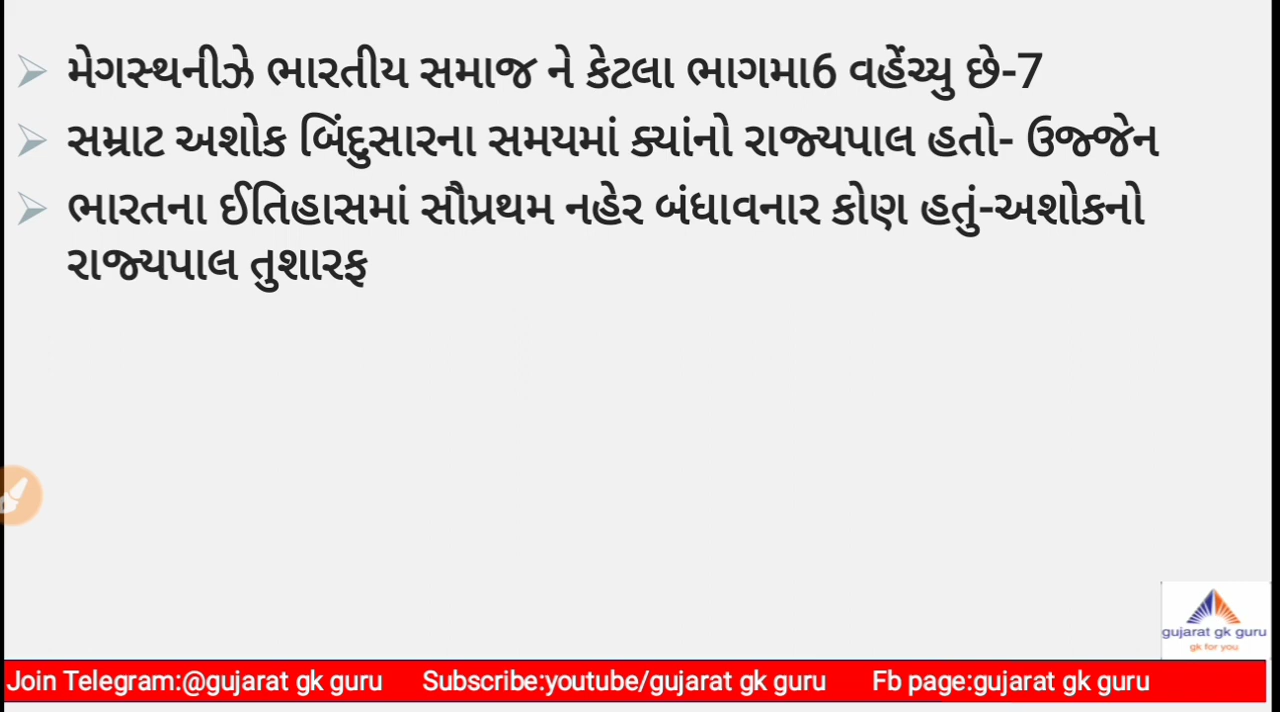 મેગસ્થનીઝે ભારતીય સમાજ ને કેટલા ભાગમા6 વહેંચ્યુ છે-7
સમ્રાટ અશોક બિંદુસારના સમયમાં ક્યાંનો રાજ્યપાલ હતો- ઉજ્જેન
ભારતના ઈતિહાસમાં સૌપ્રથમ નહેર બંધાવનાર કોણ હતું-અશોકનો
રાજ્યપાલ તુશારફ
gujarat gk guru
gk for you
Join Telegram:@gujarat gk guru Subscribe:youtube/gujarat gk guru Fb page:gujarat gk guru